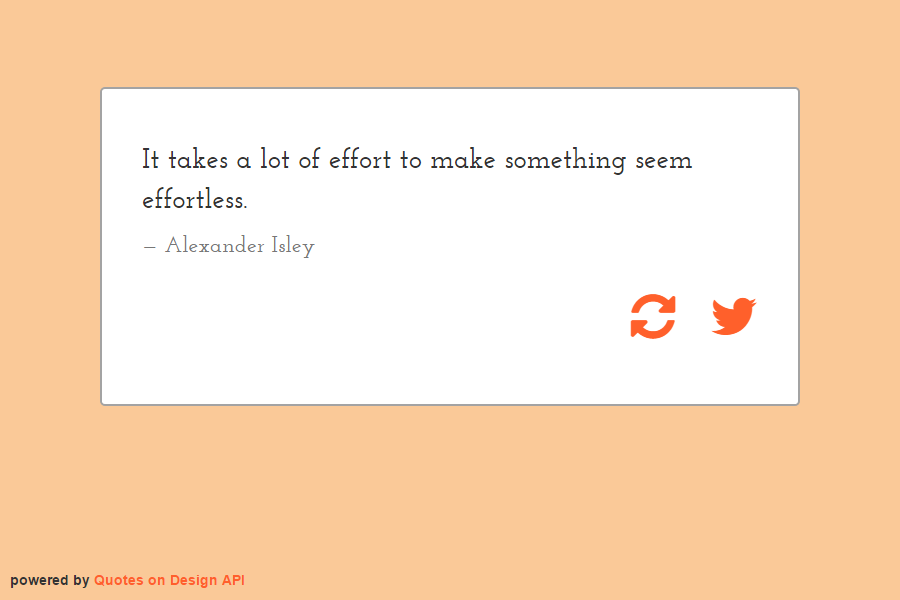 It takes a lot of effort to make something seem
effortless.
— Alexander Isley
powered by Quotes on Design API